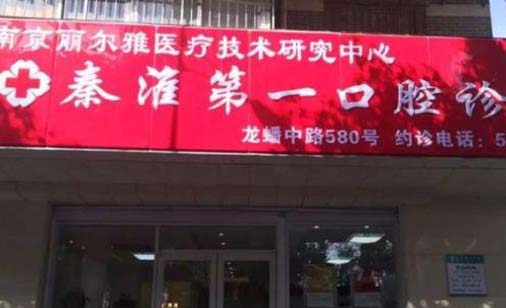 南京丽尔雅医疗技术研究中心
秦淮第一口腔诊
龙蟠中路580号 约诊电话：5